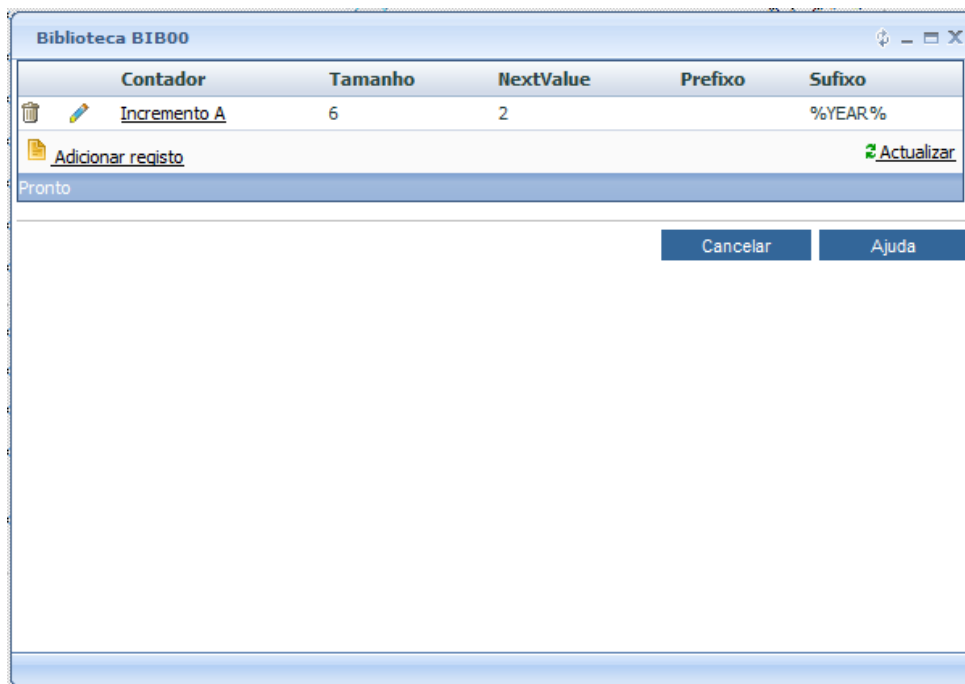 Biblioteca BIB00
Contador Tamanho NextValue Prefixo Sufixo
Incremento A 6 2 %YEAR%
Adicionar registo Actualizar
Pronto
Cancelar Ajuda